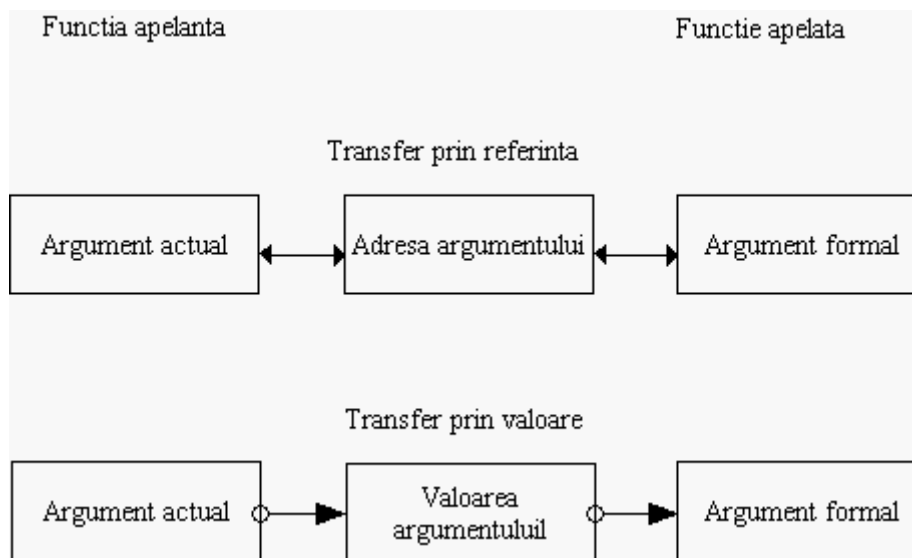 Functia apelanta
Functie apelata
Transfer prin referinta
Argument actual
Adresa argumentului
Argument formal
Transfer prin valoare
Argument actual
Valoarea
argumentuluil
Argument formal